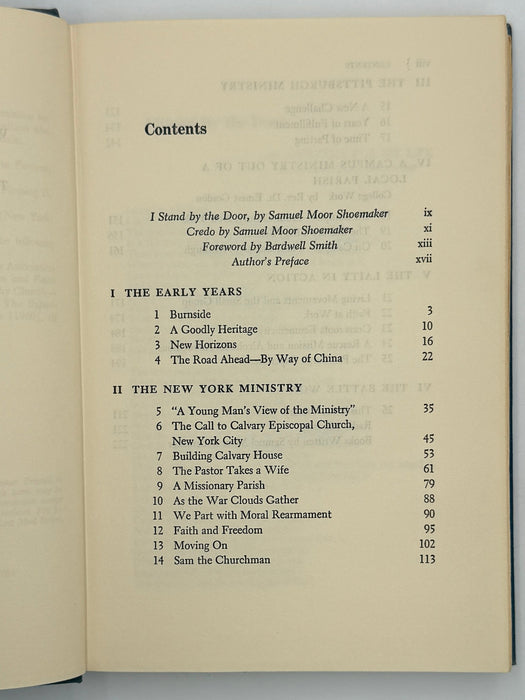 Contents
I Stand by the Door, by Samuel Moor Shoemaker ix
Credo by Samuel Moor Shoemaker xi
Foreword by Bardwell Smith xiii
Author's Preface xvii
I THE EARLY YEARS
1 Burnside 3
2 A Goodly Heritage 10
3 New Horizons 16
4 The Road Ahead—By Way of China 22
II THE NEW YORK MINISTRY
5 "A Young Man's View of the Ministry" 35
6 The Call to Calvary Episcopal Church,
New York City 45
7 Building Calvary House 53
8 The Pastor Takes a Wife 61
9 A Missionary Parish 79
10 As the War Clouds Gather 88
11 We Part with Moral Rearmament 90
12 Faith and Freedom 95
13 Moving On 102
14 Sam the Churchman 113